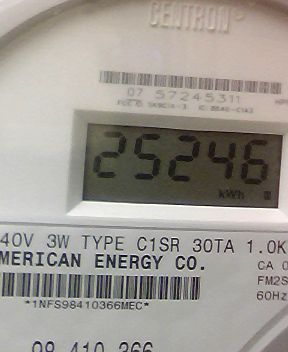 CENTRON
07 57245311
25246
kWh
40V 3W TYPE C1SR 30TA 1.0K
MERICAN ENERGY CO.
CA 0
FM2S
60Hz
*1NFS98410366MEC*
09 410 366